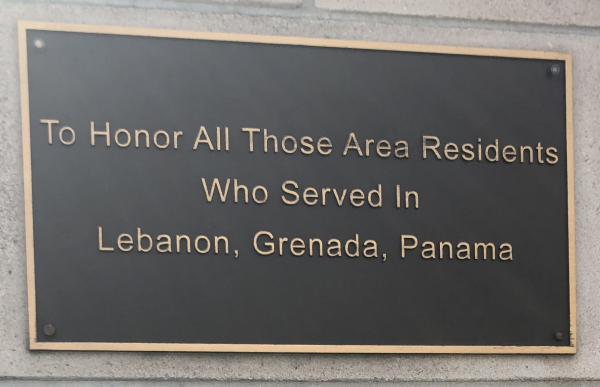 To Honor All Those Area Residents
Who Served In
Lebanon, Grenada, Panama